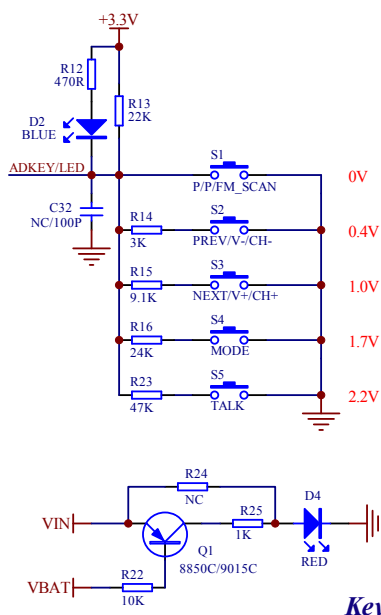 +3.3V
R12
470R
R13
22K
D2
BLUE
ADKEY/LED
S1
P/P/FM_SCAN
0V
C32
NC/100P
R14
3K
S2
PREV/V-/CH-
0.4V
R15
9.1K
S3
NEXT/V+/CH+
1.0V
R16
24K
S4
MODE
1.7V
R23
47K
S5
TALK
2.2V
R24
NC
VIN
R25
1K
D4
RED
Q1
8850C/9015C
VBAT
R22
10K
Key